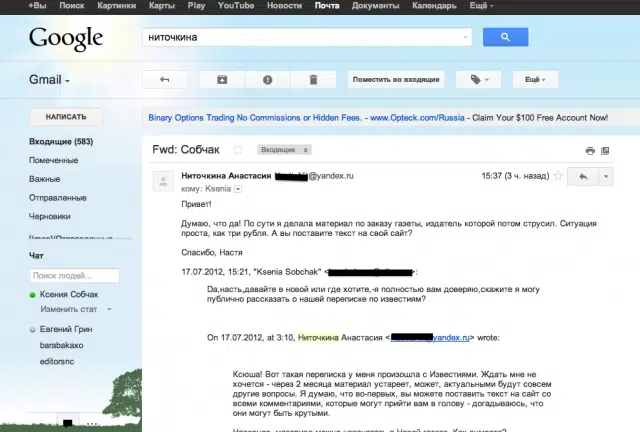 +Вы Поиск Картинки Карты Play YouTube Новости Почта Документы Календарь Ещё
Google
ниточкина
Gmail
Поместить во входящие
Ещё
НАПИСАТЬ
Binary Options Trading No Commissions or Hidden Fees. - www.Opteck.com/Russia - Claim Your $100 Free Account Now!
Входящие (583)
Помеченные
Важные
Отправленные
Черновики
Fwd: Собчак
Входящие x
Ниточкина Анастасия @yandex.ru
15:37 (3 ч. назад)
кому: Ksenia
Привет!
Думаю, что да! По сути я делала материал по заказу газеты, издатель которой потом струсил. Ситуация
проста, как три рубля. А вы поставите текст на свой сайт?
Спасибо, Настя
17.07.2012, 15:21, "Ksenia Sobchak" < >:
Да,насть,давайте в новой или где хотите,-я полностью вам доверяю,скажите я могу
публично рассказать о нашей переписке по известиям?
On 17.07.2012, at 3:10, Ниточкина Анастасия < yandex.ru> wrote:
Ксюша! Вот такая переписка у меня произошла с Известиями. Ждать мне не
хочется - через 2 месяца материал устареет, может, актуальными будут совсем
другие вопросы. Я думаю, что во-первых, вы можете поставить текст на сайт со
всеми комментариями, которые могут прийти вам в голову - догадываюсь, что
они могут быть крутыми.
Чат
Поиск людей...
Ксения Собчак
Изменить стат
Евгений Грин
barabakaxo
editorsnc